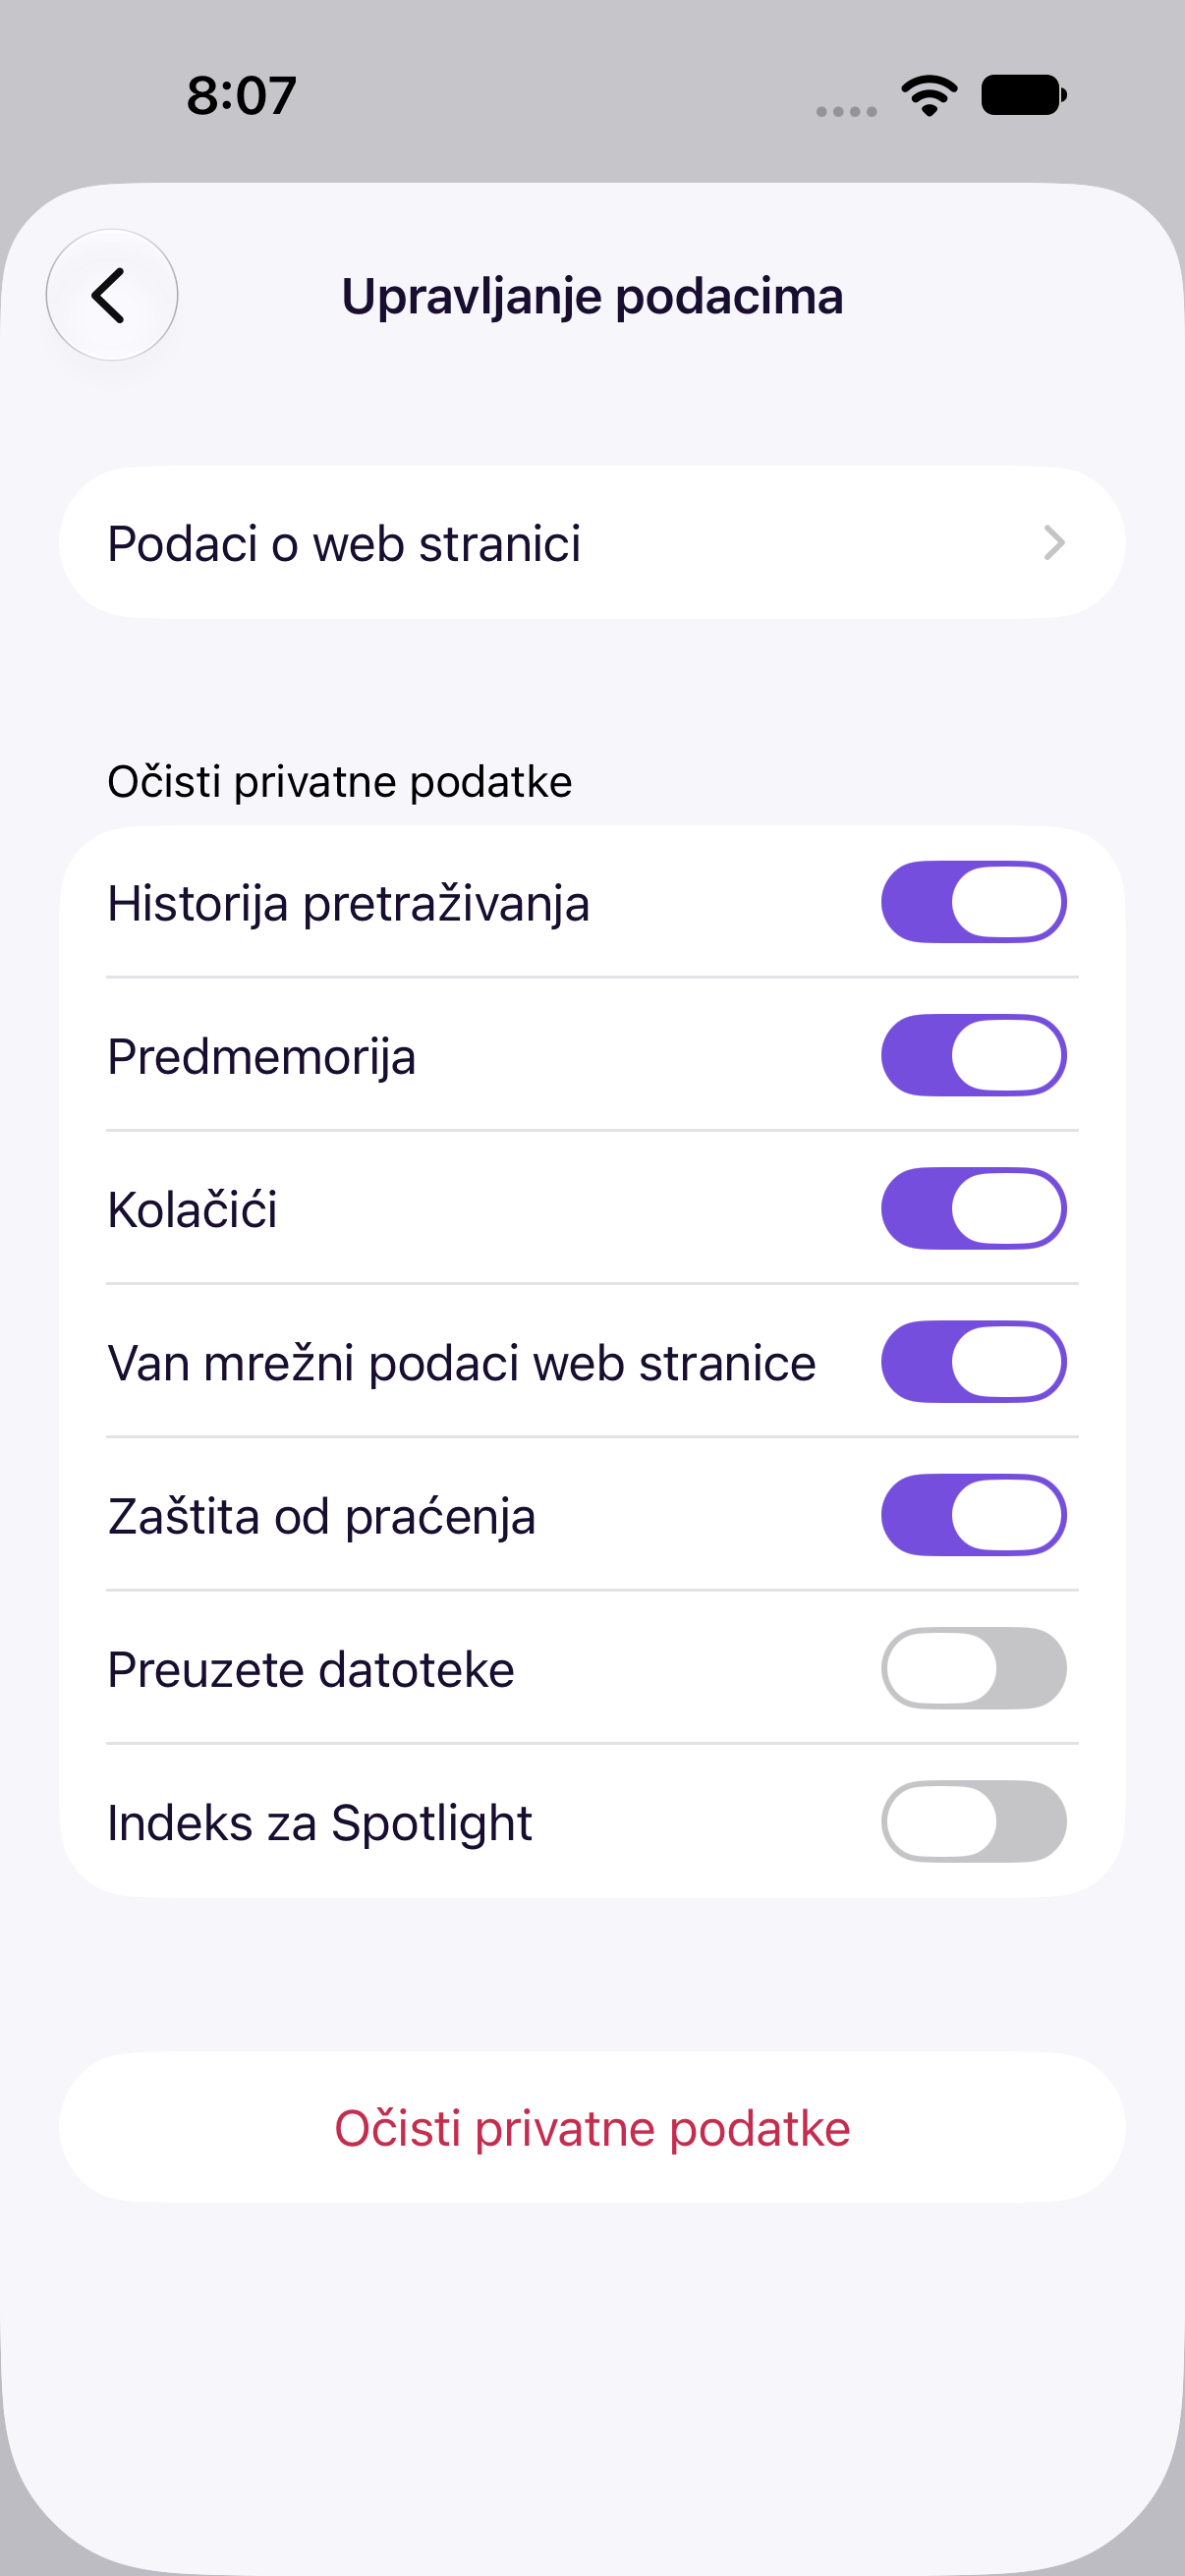 8:07
Upravljanje podacima
Podaci o web stranici
Očisti privatne podatke
Historija pretraživanja
Predmemorija
Kolačići
Van mrežni podaci web stranice
Zaštita od praćenja
Preuzete datoteke
Indeks za Spotlight
Očisti privatne podatke